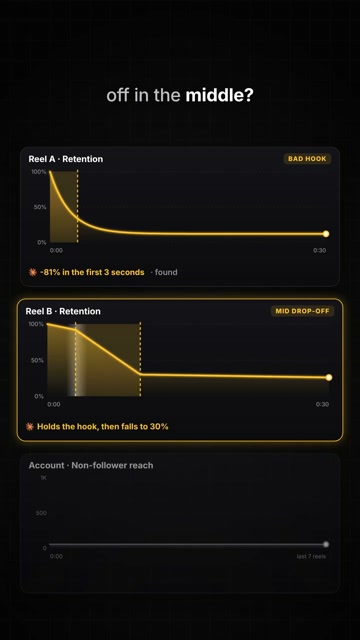 off in the middle?
Reel A · Retention
BAD HOOK
100%
50%
0%
0:00
0:30
-81% in the first 3 seconds · found
Reel B · Retention
MID DROP-OFF
100%
50%
0%
0:00
0:30
Holds the hook, then falls to 30%
Account · Non-follower reach
1K
500
0
0:00
last 7 reels